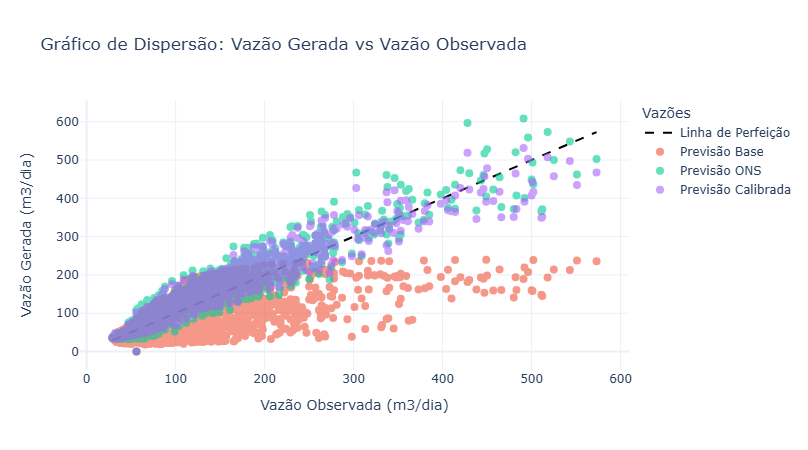 Gráfico de Dispersão: Vazão Gerada vs Vazão Observada
Vazões
Linha de Perfeição
Previsão Base
Previsão ONS
Previsão Calibrada
Vazão Gerada (m3/dia)
600
500
400
300
200
100
0
0 100 200 300 400 500 600
Vazão Observada (m3/dia)